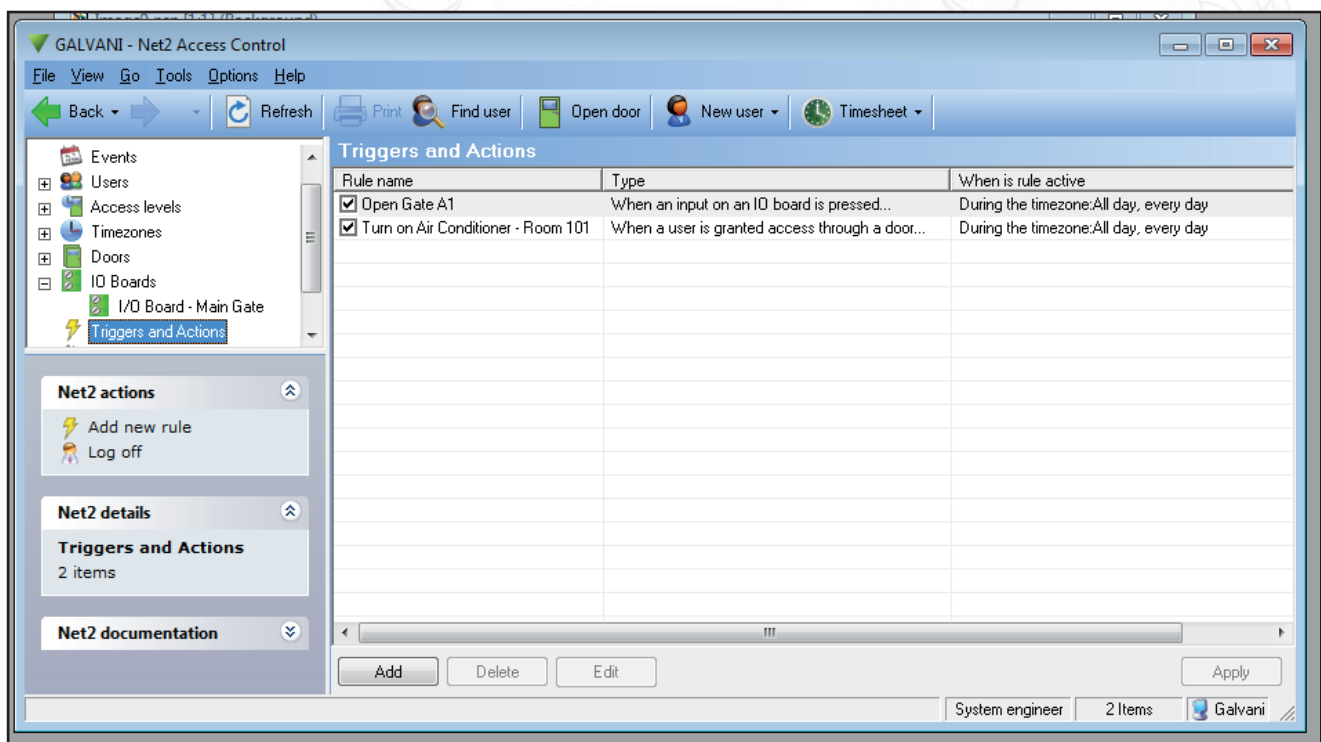 Image0.psp [1:1] (Background)
GALVANI - Net2 Access Control
File View Go Tools Options Help
Back Refresh Print Find user Open door New user Timesheet
Events
Users
Access levels
Timezones
Doors
IO Boards
I/O Board - Main Gate
Triggers and Actions
Net2 actions
Add new rule
Log off
Net2 details
Triggers and Actions
2 items
Net2 documentation
Triggers and Actions
Rule name Type When is rule active
Open Gate A1 When an input on an IO board is pressed... During the timezone:All day, every day
Turn on Air Conditioner - Room 101 When a user is granted access through a door... During the timezone:All day, every day
Add Delete Edit Apply
System engineer 2 Items Galvani